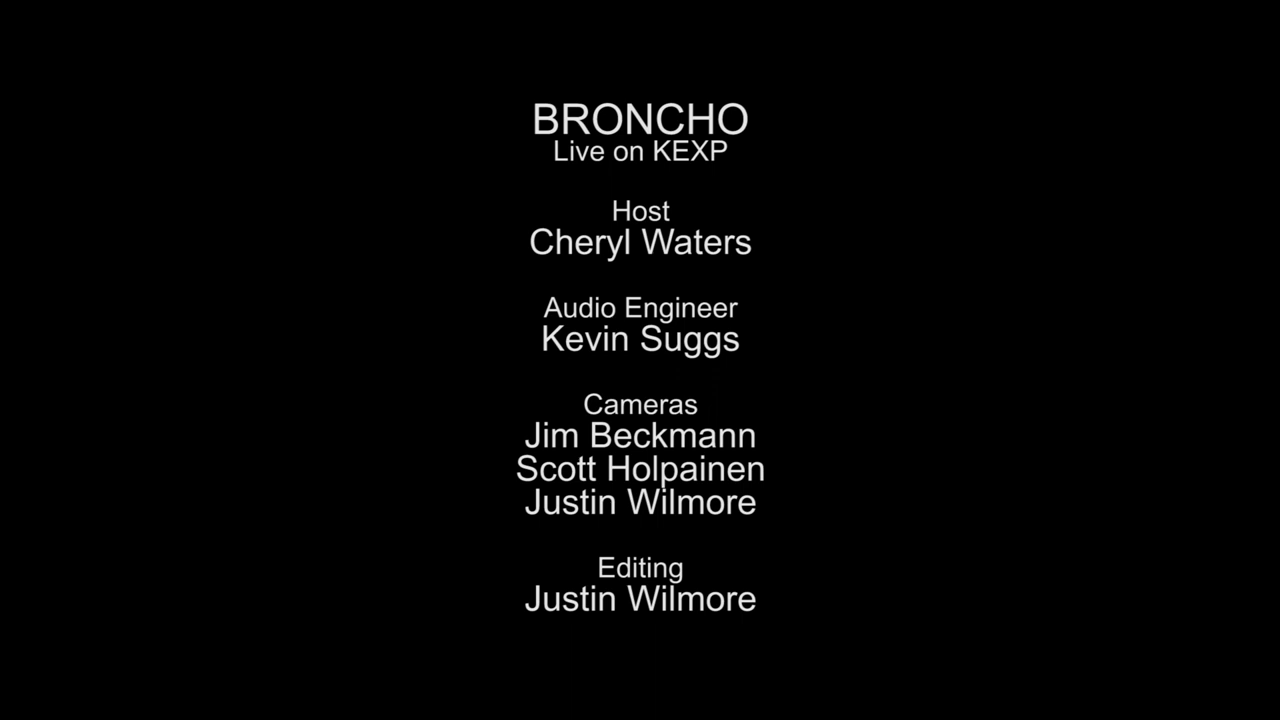 BRONCHO
Live on KEXP
Host
Cheryl Waters
Audio Engineer
Kevin Suggs
Cameras
Jim Beckmann
Scott Holpainen
Justin Wilmore
Editing
Justin Wilmore